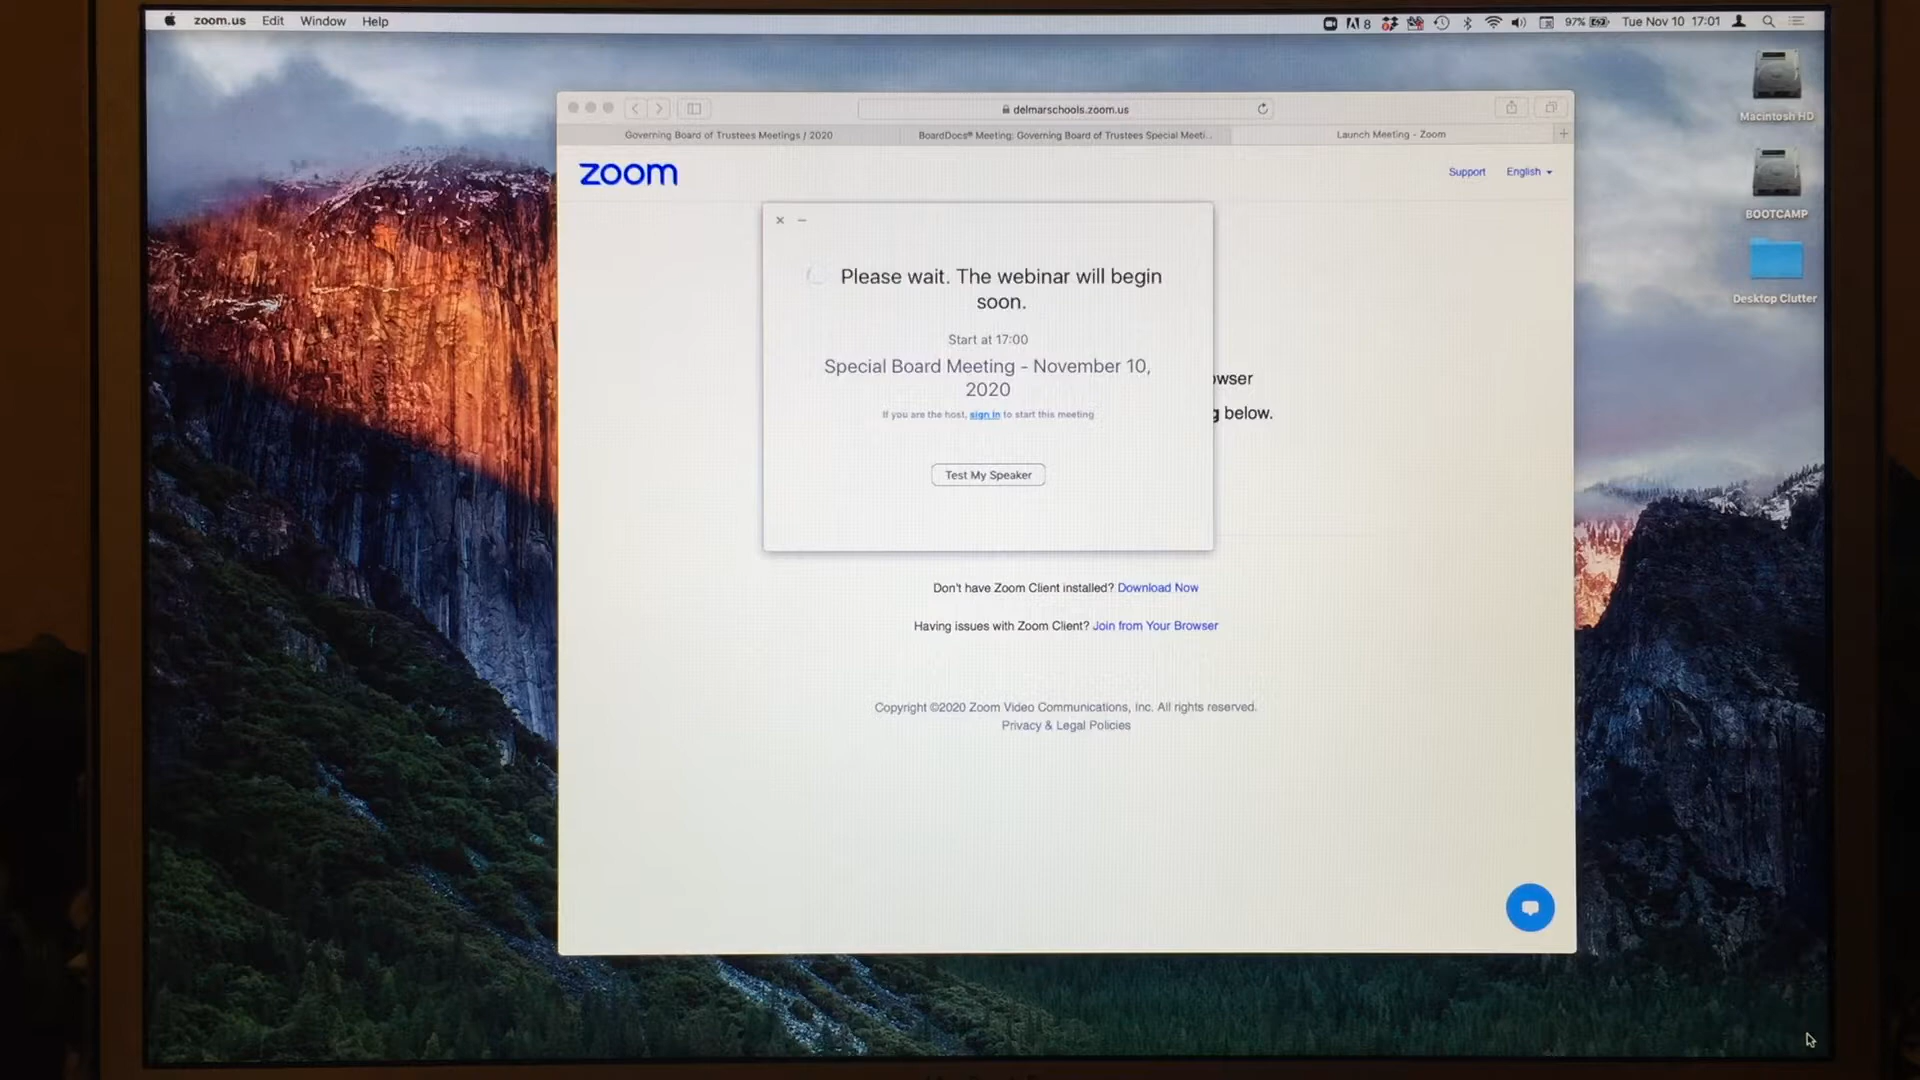 zoom.us Edit Window Help
8 97% Tue Nov 10 17:01
Macintosh HD
BOOTCAMP
Desktop Clutter
delmarschools.zoom.us
Governing Board of Trustees Meetings / 2020
BoardDocs® Meeting: Governing Board of Trustees Special Meeti...
Launch Meeting - Zoom
zoom
Support English
Please wait. The webinar will begin
soon.
Start at 17:00
Special Board Meeting - November 10,
2020
If you are the host, sign in to start this meeting
Test My Speaker
owser
g below.
Don't have Zoom Client installed? Download Now
Having issues with Zoom Client? Join from Your Browser
Copyright ©2020 Zoom Video Communications, Inc. All rights reserved.
Privacy & Legal Policies